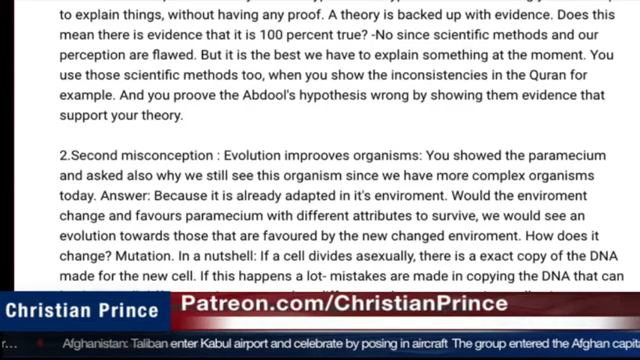 to explain things, without having any proof. A theory is backed up with evidence. Does this
mean there is evidence that it is 100 percent true? -No since scientific methods and our
perception are flawed. But it is the best we have to explain something at the moment. You
use those scientific methods too, when you show the inconsistencies in the Quran for
example. And you proove the Abdool's hypothesis wrong by showing them evidence that
support your theory.
2.Second misconception : Evolution improoves organisms: You showed the paramecium
and asked also why we still see this organism since we have more complex organisms
today. Answer: Because it is already adapted in it's enviroment. Would the enviroment
change and favours paramecium with different attributes to survive, we would see an
evolution towards those that are favoured by the new changed enviroment. How does it
change? Mutation. In a nutshell: If a cell divides asexually, there is a exact copy of the DNA
made for the new cell. If this happens a lot- mistakes are made in copying the DNA that can
Christian Prince
Patreon.com/ChristianPrince
Afghanistan: Taliban enter Kabul airport and celebrate by posing in aircraft The group entered the Afghan capit